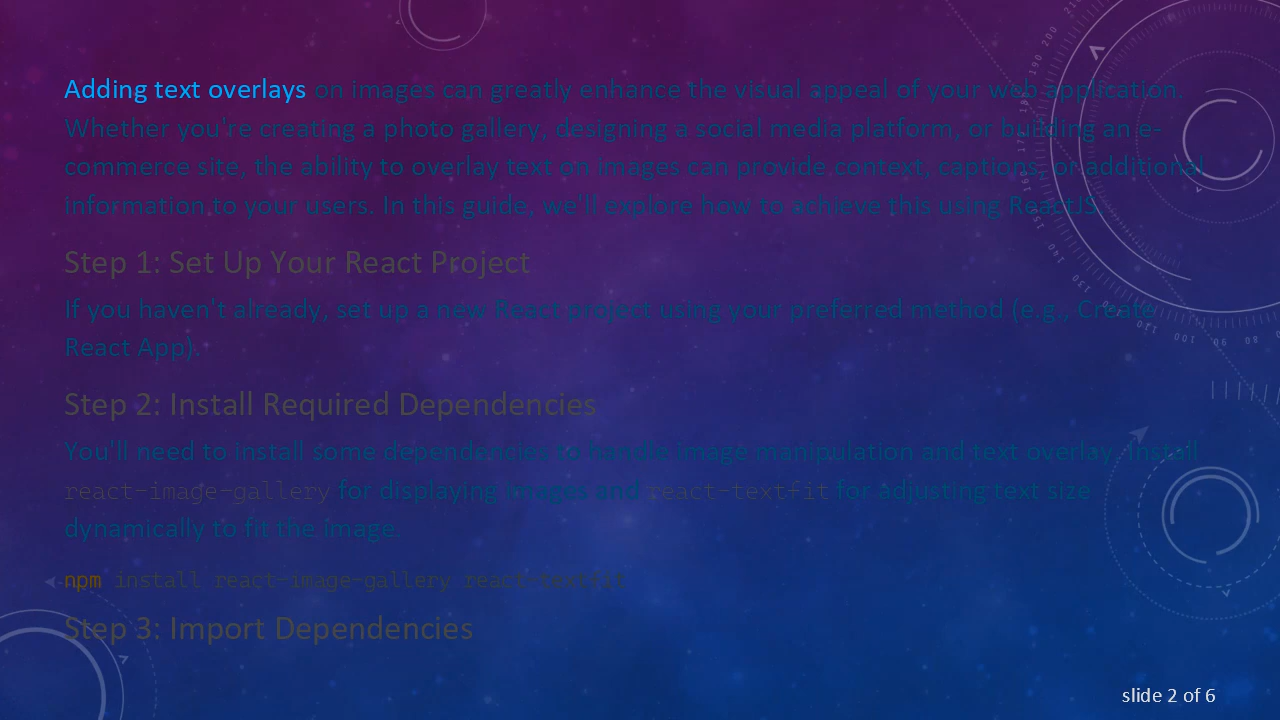 Adding text overlays on images can greatly enhance the visual appeal of your web application.
Whether you're creating a photo gallery, designing a social media platform, or building an e-
commerce site, the ability to overlay text on images can provide context, captions, or additional
information to your users. In this guide, we'll explore how to achieve this using ReactJS.
Step 1: Set Up Your React Project
If you haven't already, set up a new React project using your preferred method (e.g., Create
React App).
Step 2: Install Required Dependencies
You'll need to install some dependencies to handle image manipulation and text overlay. Install
react-image-gallery for displaying images and react-textfit for adjusting text size
dynamically to fit the image.
npm install react-image-gallery react-textfit
Step 3: Import Dependencies
slide 2 of 6